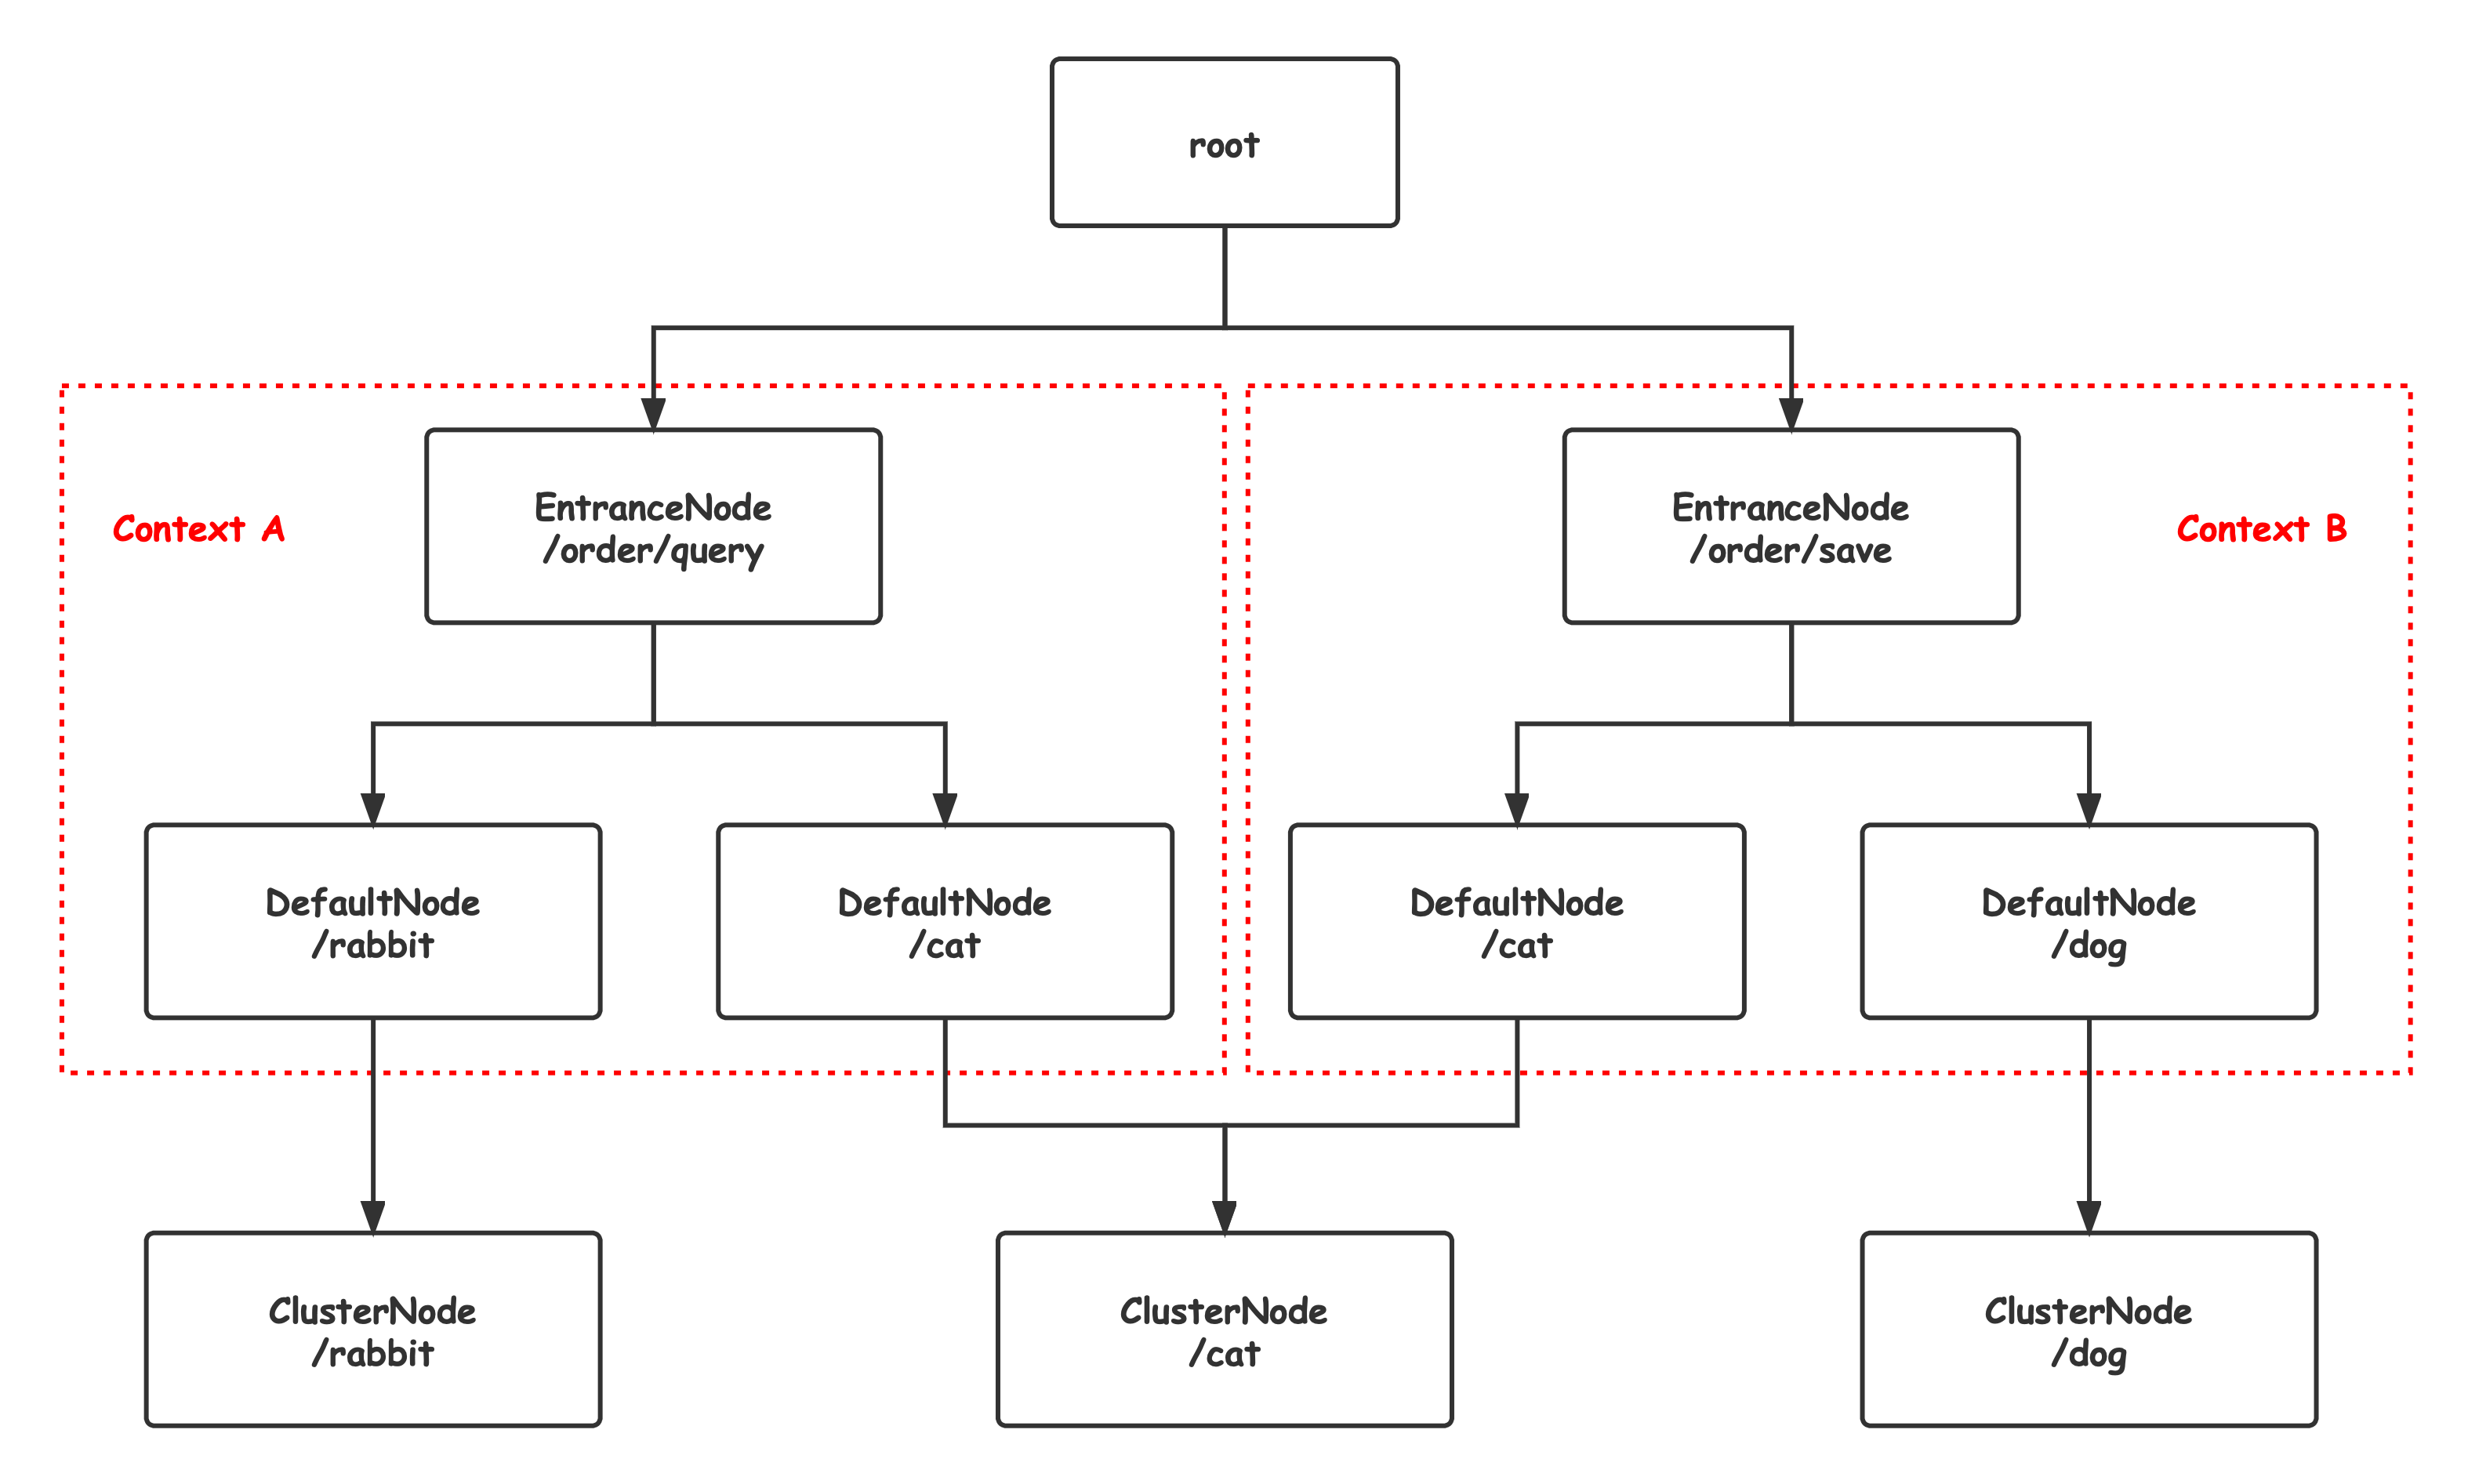 root
EntranceNode
/order/query
EntranceNode
/order/save
Context A
Context B
DefaultNode
/rabbit
DefaultNode
/cat
DefaultNode
/cat
DefaultNode
/dog
ClusterNode
/rabbit
ClusterNode
/cat
ClusterNode
/dog